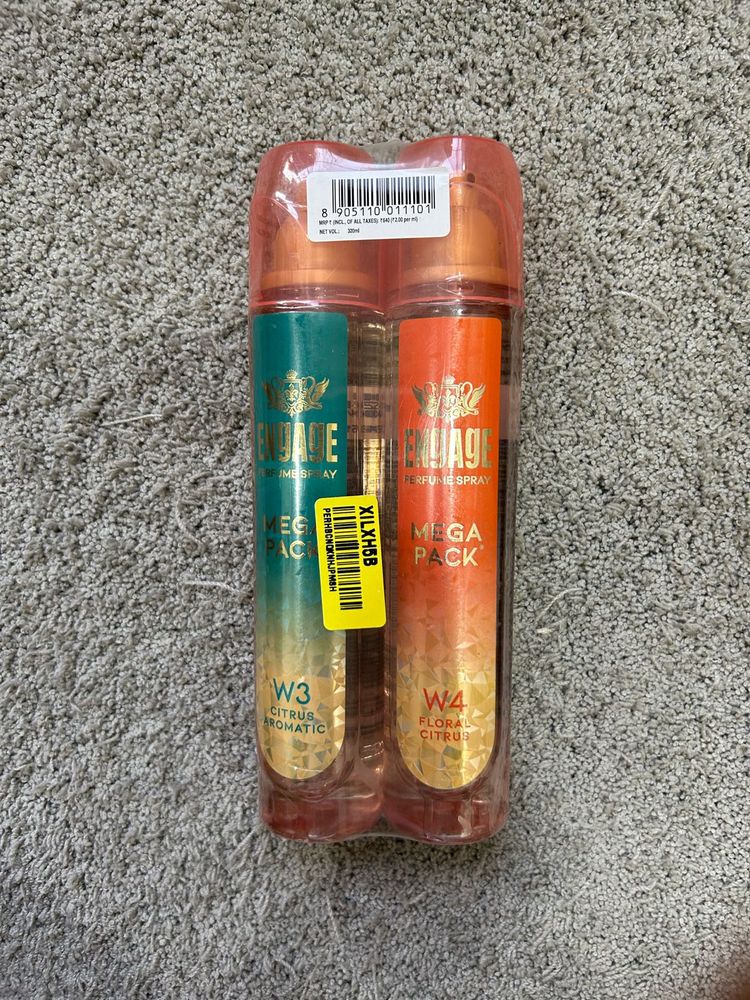 8 905110 011101
MRP ₹ (INCL., OF ALL TAXES): ₹640 (₹2.00 per ml)
NET VOL.: 320ml
ENgAgE
PERFUME SPRAY
MEGA
PACK
W3
CITRUS
AROMATIC
XILXH5B
ENgAgE
PERFUME SPRAY
MEGA
PACK
W4
FLORAL
CITRUS